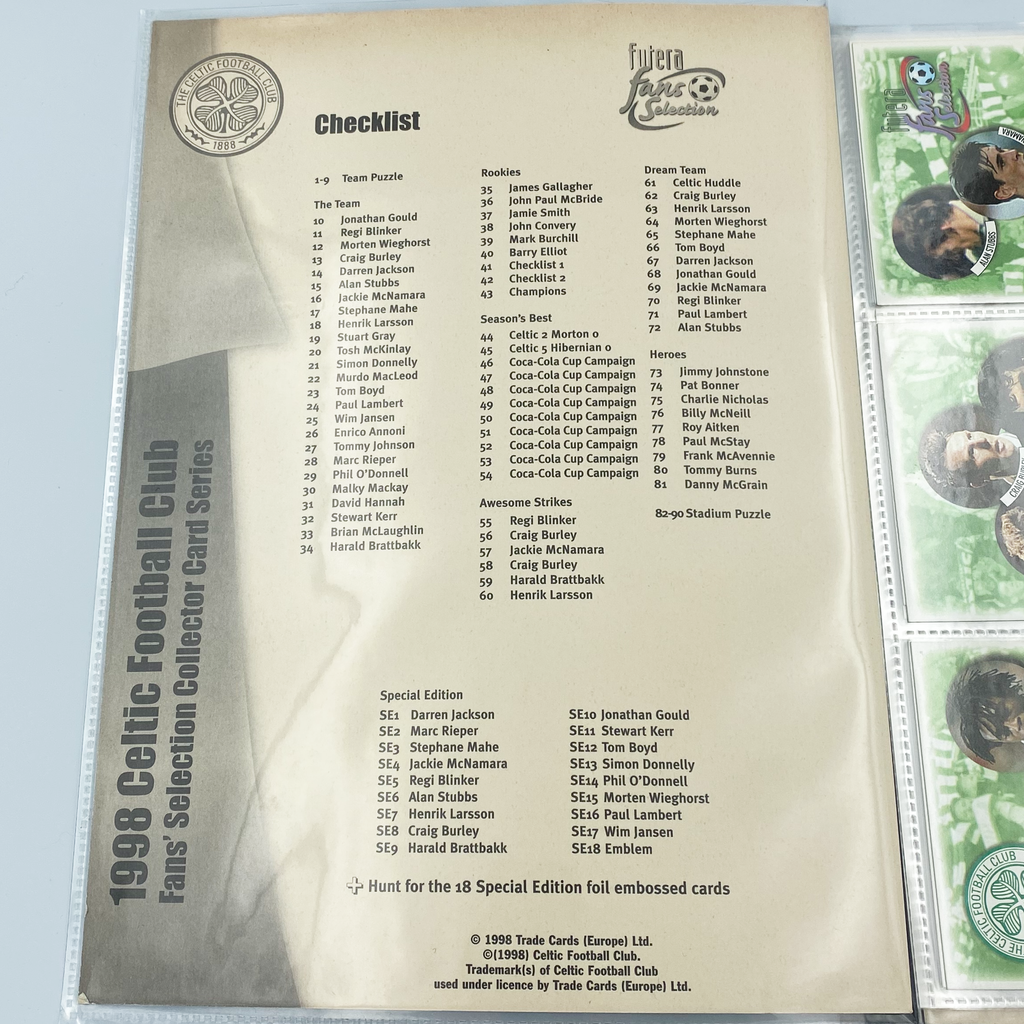 THE CELTIC FOOTBALL CLUB
1888
futera
fans
Selection
Checklist
1-9 Team Puzzle
The Team
10 Jonathan Gould
11 Regi Blinker
12 Morten Wieghorst
13 Craig Burley
14 Darren Jackson
15 Alan Stubbs
16 Jackie McNamara
17 Stephane Mahe
18 Henrik Larsson
19 Stuart Gray
20 Tosh McKinlay
21 Simon Donnelly
22 Murdo MacLeod
23 Tom Boyd
24 Paul Lambert
25 Wim Jansen
26 Enrico Annoni
27 Tommy Johnson
28 Marc Rieper
29 Phil O'Donnell
30 Malky Mackay
31 David Hannah
32 Stewart Kerr
33 Brian McLaughlin
34 Harald Brattbakk
Rookies
35 James Gallagher
36 John Paul McBride
37 Jamie Smith
38 John Convery
39 Mark Burchill
40 Barry Elliot
41 Checklist 1
42 Checklist 2
43 Champions
Season's Best
44 Celtic 2 Morton 0
45 Celtic 5 Hibernian 0
46 Coca-Cola Cup Campaign
47 Coca-Cola Cup Campaign
48 Coca-Cola Cup Campaign
49 Coca-Cola Cup Campaign
50 Coca-Cola Cup Campaign
51 Coca-Cola Cup Campaign
52 Coca-Cola Cup Campaign
53 Coca-Cola Cup Campaign
54 Coca-Cola Cup Campaign
Awesome Strikes
55 Regi Blinker
56 Craig Burley
57 Jackie McNamara
58 Craig Burley
59 Harald Brattbakk
60 Henrik Larsson
Dream Team
61 Celtic Huddle
62 Craig Burley
63 Henrik Larsson
64 Morten Wieghorst
65 Stephane Mahe
66 Tom Boyd
67 Darren Jackson
68 Jonathan Gould
69 Jackie McNamara
70 Regi Blinker
71 Paul Lambert
72 Alan Stubbs
Heroes
73 Jimmy Johnstone
74 Pat Bonner
75 Charlie Nicholas
76 Billy McNeill
77 Roy Aitken
78 Paul McStay
79 Frank McAvennie
80 Tommy Burns
81 Danny McGrain
82-90 Stadium Puzzle
Special Edition
SE1 Darren Jackson
SE2 Marc Rieper
SE3 Stephane Mahe
SE4 Jackie McNamara
SE5 Regi Blinker
SE6 Alan Stubbs
SE7 Henrik Larsson
SE8 Craig Burley
SE9 Harald Brattbakk
SE10 Jonathan Gould
SE11 Stewart Kerr
SE12 Tom Boyd
SE13 Simon Donnelly
SE14 Phil O'Donnell
SE15 Morten Wieghorst
SE16 Paul Lambert
SE17 Wim Jansen
SE18 Emblem
+ Hunt for the 18 Special Edition foil embossed cards
© 1998 Trade Cards (Europe) Ltd.
©(1998) Celtic Football Club.
Trademark(s) of Celtic Football Club
used under licence by Trade Cards (Europe) Ltd.
1998 Celtic Football Club
Fans' Selection Collector Card Series
futera
fans
Selection
ALAN STUBBS
THE CELTIC FOOTBALL CLUB